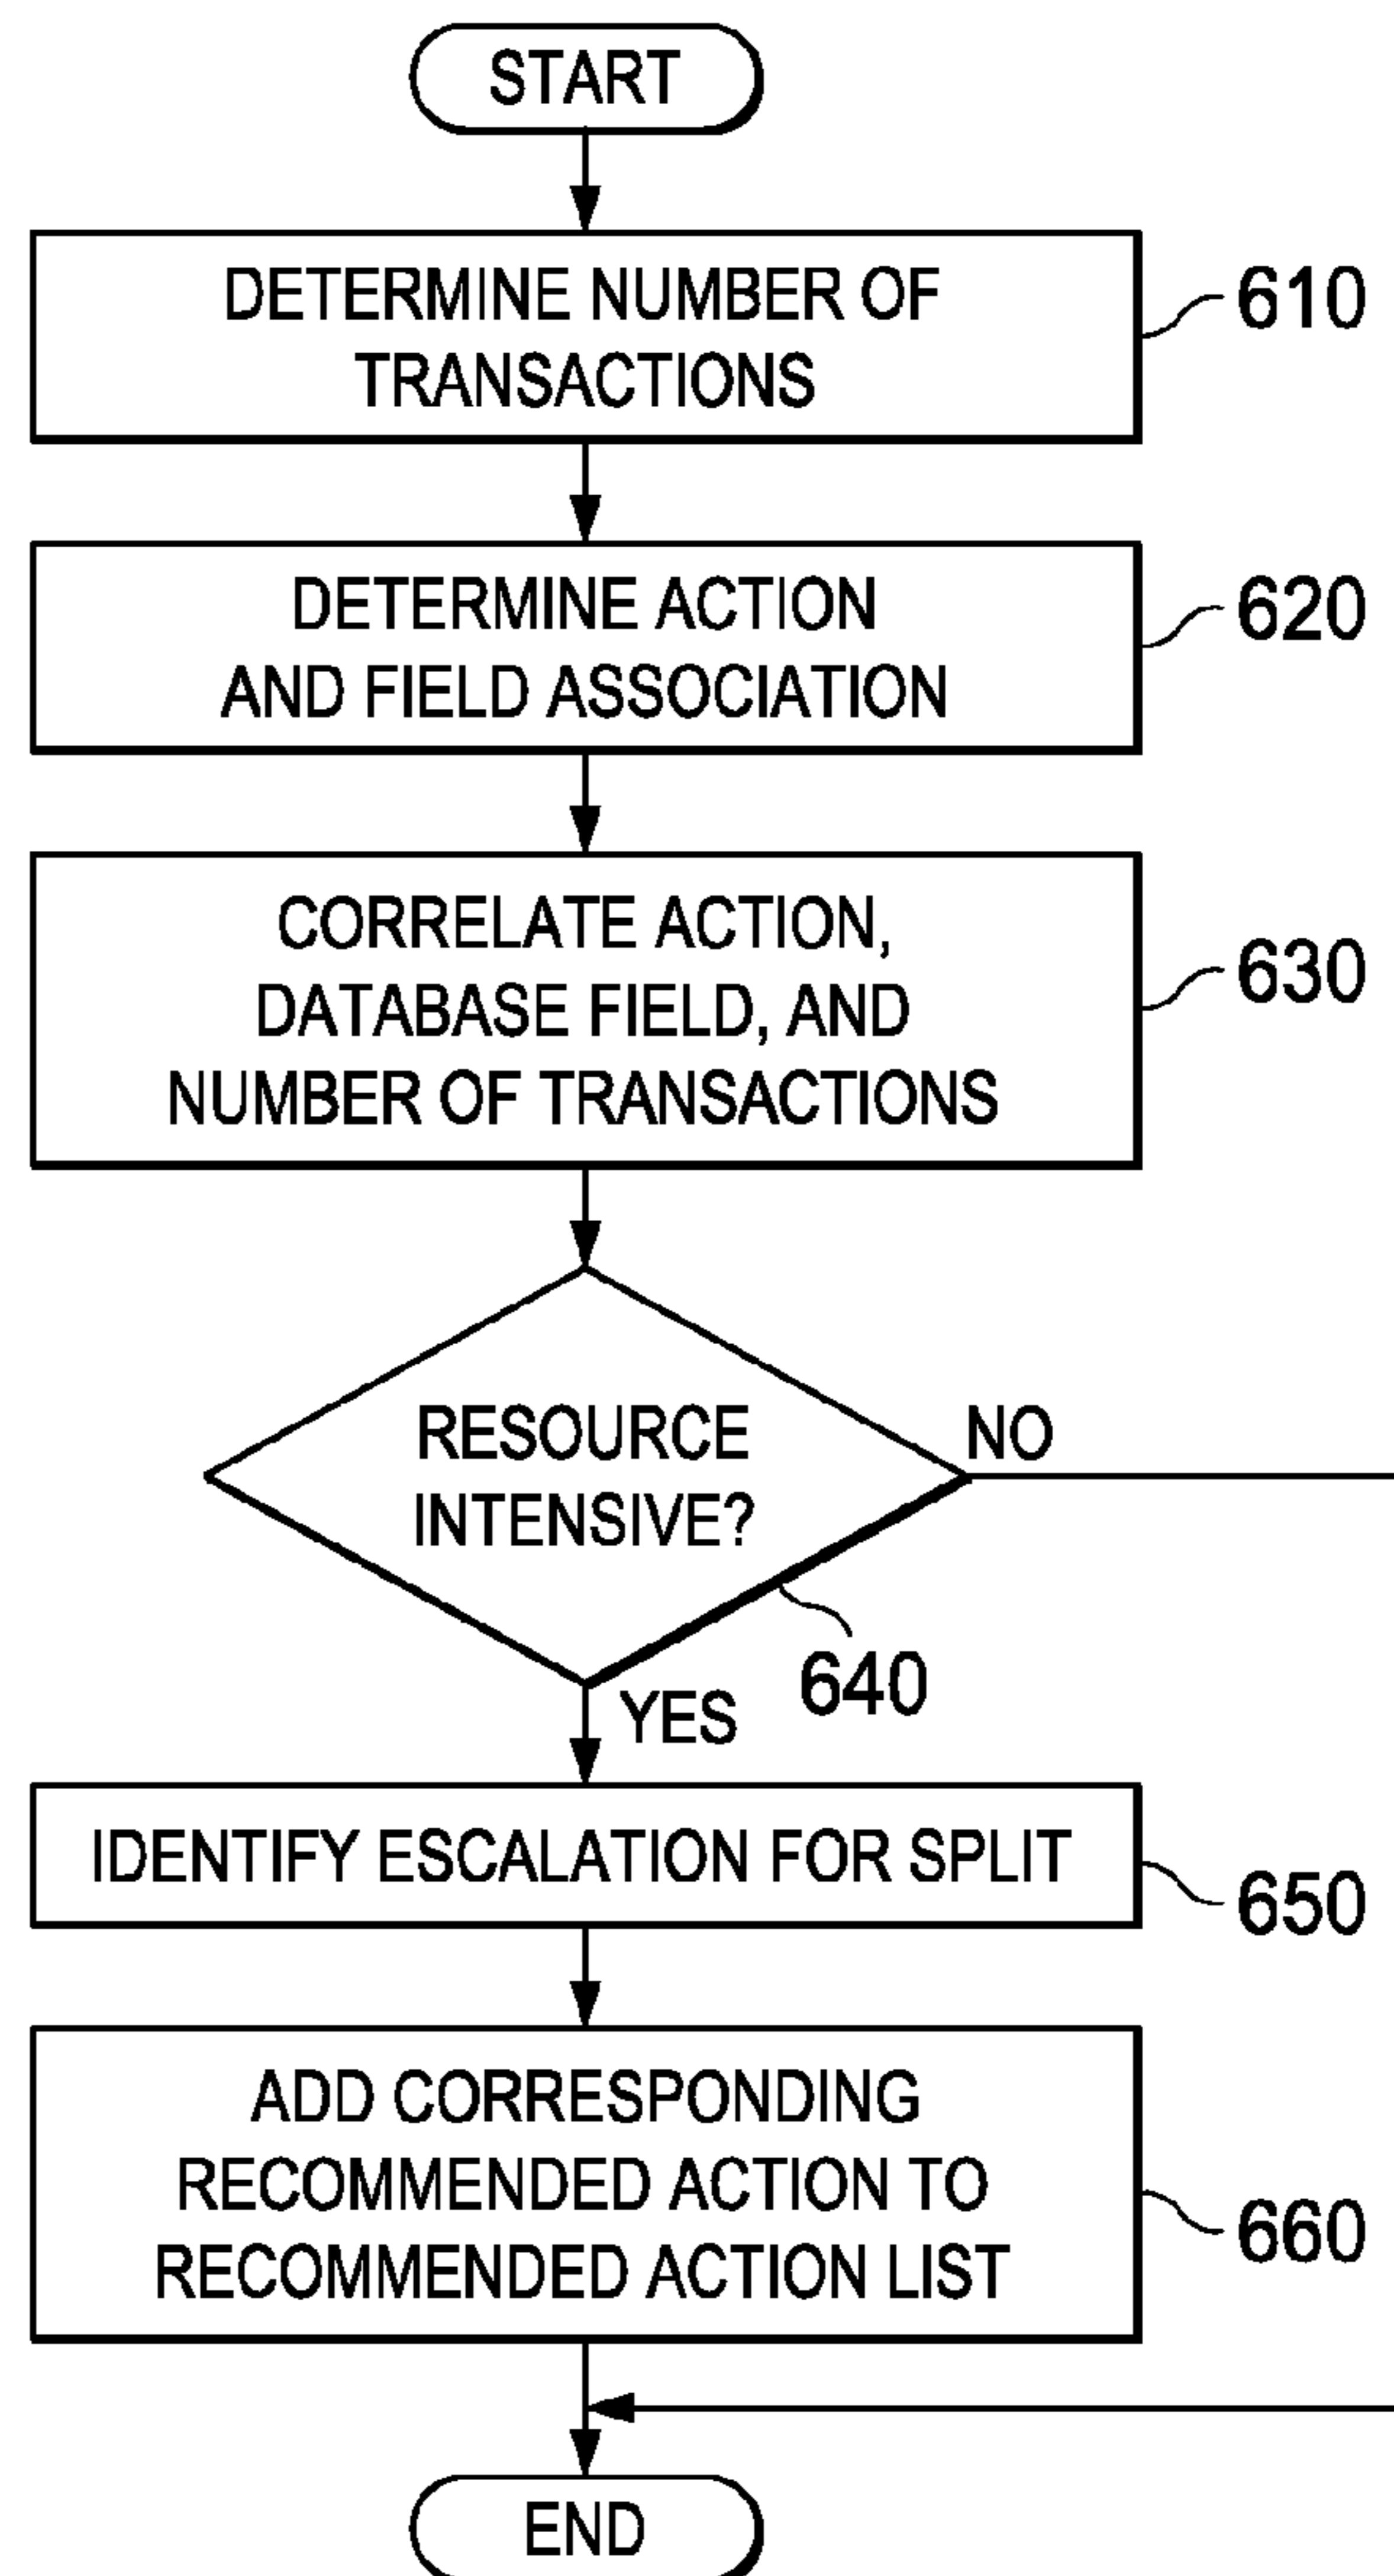 START
DETERMINE NUMBER OF
TRANSACTIONS
610
DETERMINE ACTION
AND FIELD ASSOCIATION
620
CORRELATE ACTION,
DATABASE FIELD, AND
NUMBER OF TRANSACTIONS
630
RESOURCE
INTENSIVE?
NO
640
YES
IDENTIFY ESCALATION FOR SPLIT
650
ADD CORRESPONDING
RECOMMENDED ACTION TO
RECOMMENDED ACTION LIST
660
END